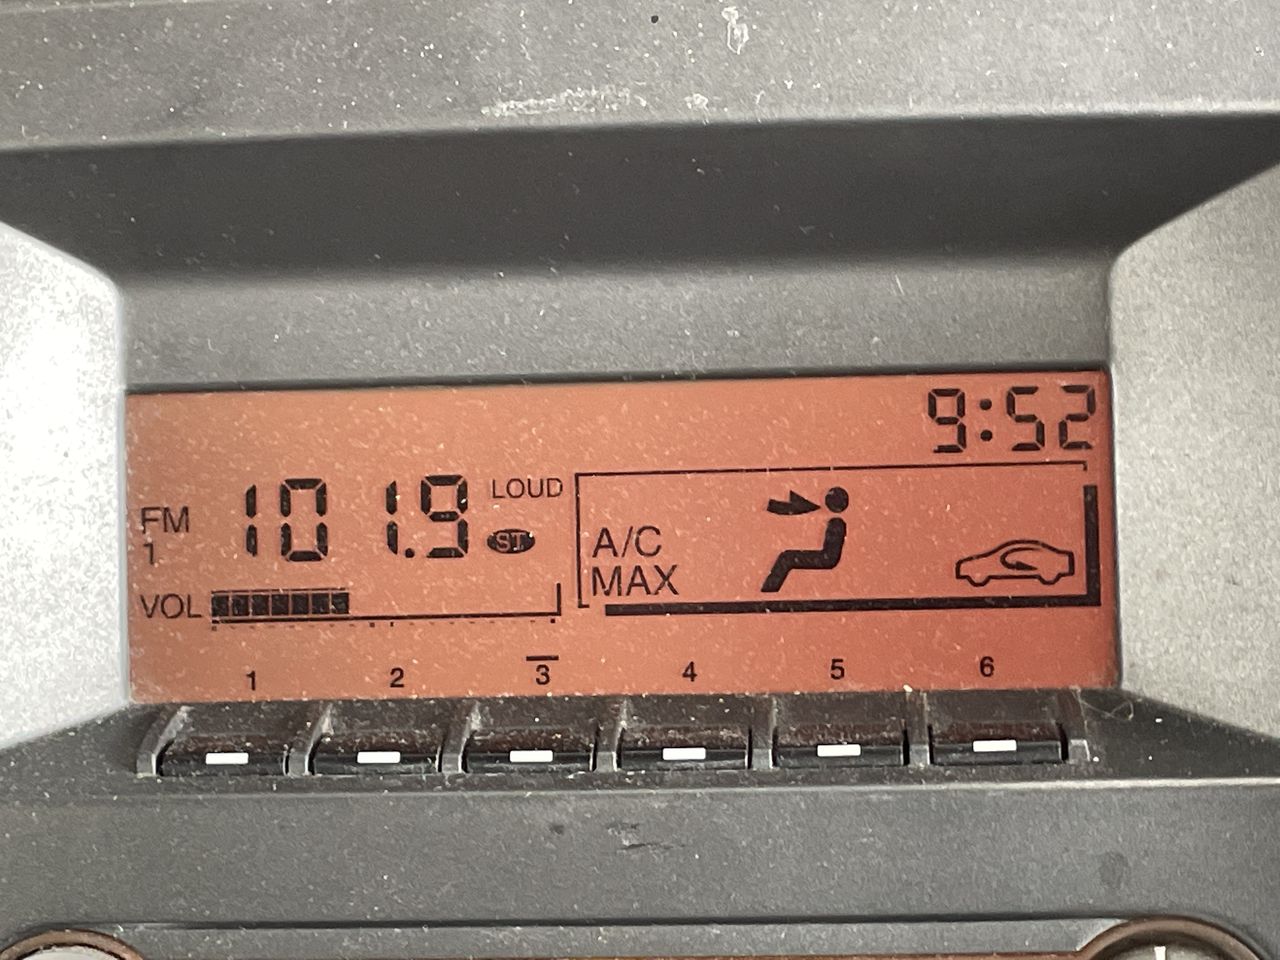 9:52
FM 101.9 LOUD
1 ST
A/C
MAX
VOL
1 2 3 4 5 6